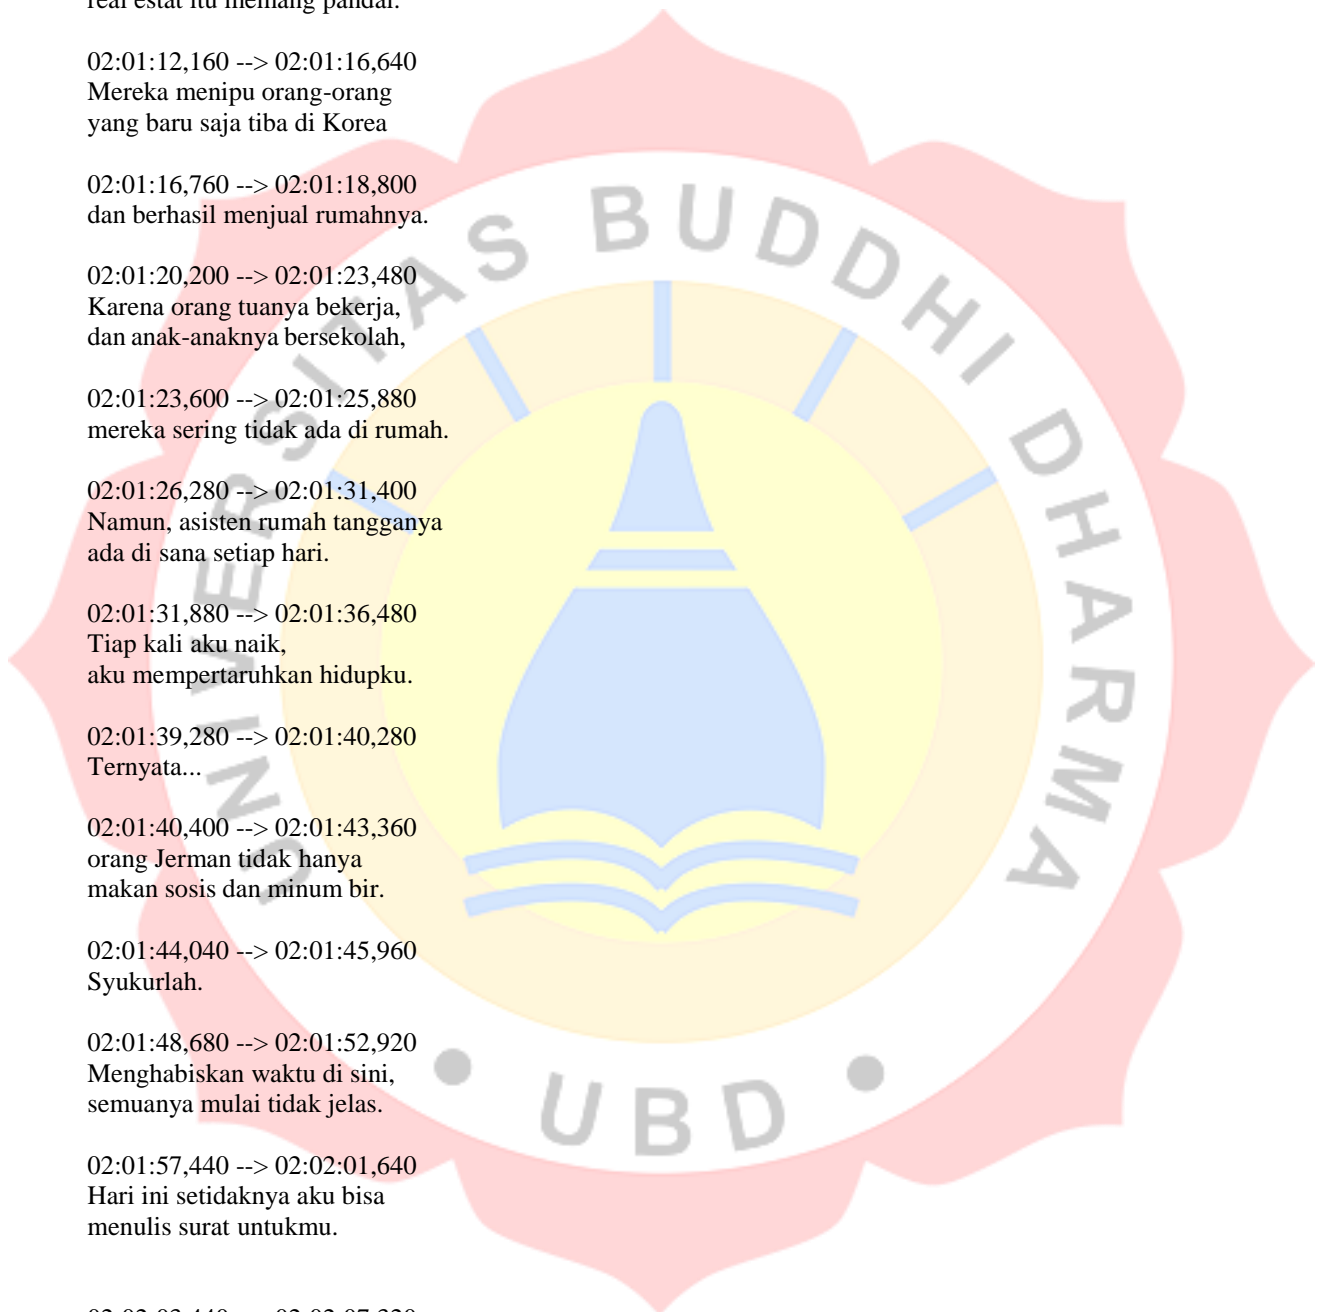 real estat itu memang pandai.
02:01:12,160 --> 02:01:16,640
Mereka menipu orang-orang
yang baru saja tiba di Korea
02:01:16,760 --> 02:01:18,800
dan berhasil menjual rumahnya.
02:01:20,200 --> 02:01:23,480
Karena orang tuanya bekerja,
dan anak-anaknya bersekolah,
02:01:23,600 --> 02:01:25,880
mereka sering tidak ada di rumah.
02:01:26,280 --> 02:01:31,400
Namun, asisten rumah tangganya
ada di sana setiap hari.
02:01:31,880 --> 02:01:36,480
Tiap kali aku naik,
aku mempertaruhkan hidupku.
02:01:39,280 --> 02:01:40,280
Ternyata...
02:01:40,400 --> 02:01:43,360
orang Jerman tidak hanya
makan sosis dan minum bir.
02:01:44,040 --> 02:01:45,960
Syukurlah.
02:01:48,680 --> 02:01:52,920
Menghabiskan waktu di sini,
semuanya mulai tidak jelas.
02:01:57,440 --> 02:02:01,640
Hari ini setidaknya aku bisa
menulis surat untukmu.
UNIVERSITAS BUDDHI DHARMA
• UBD •